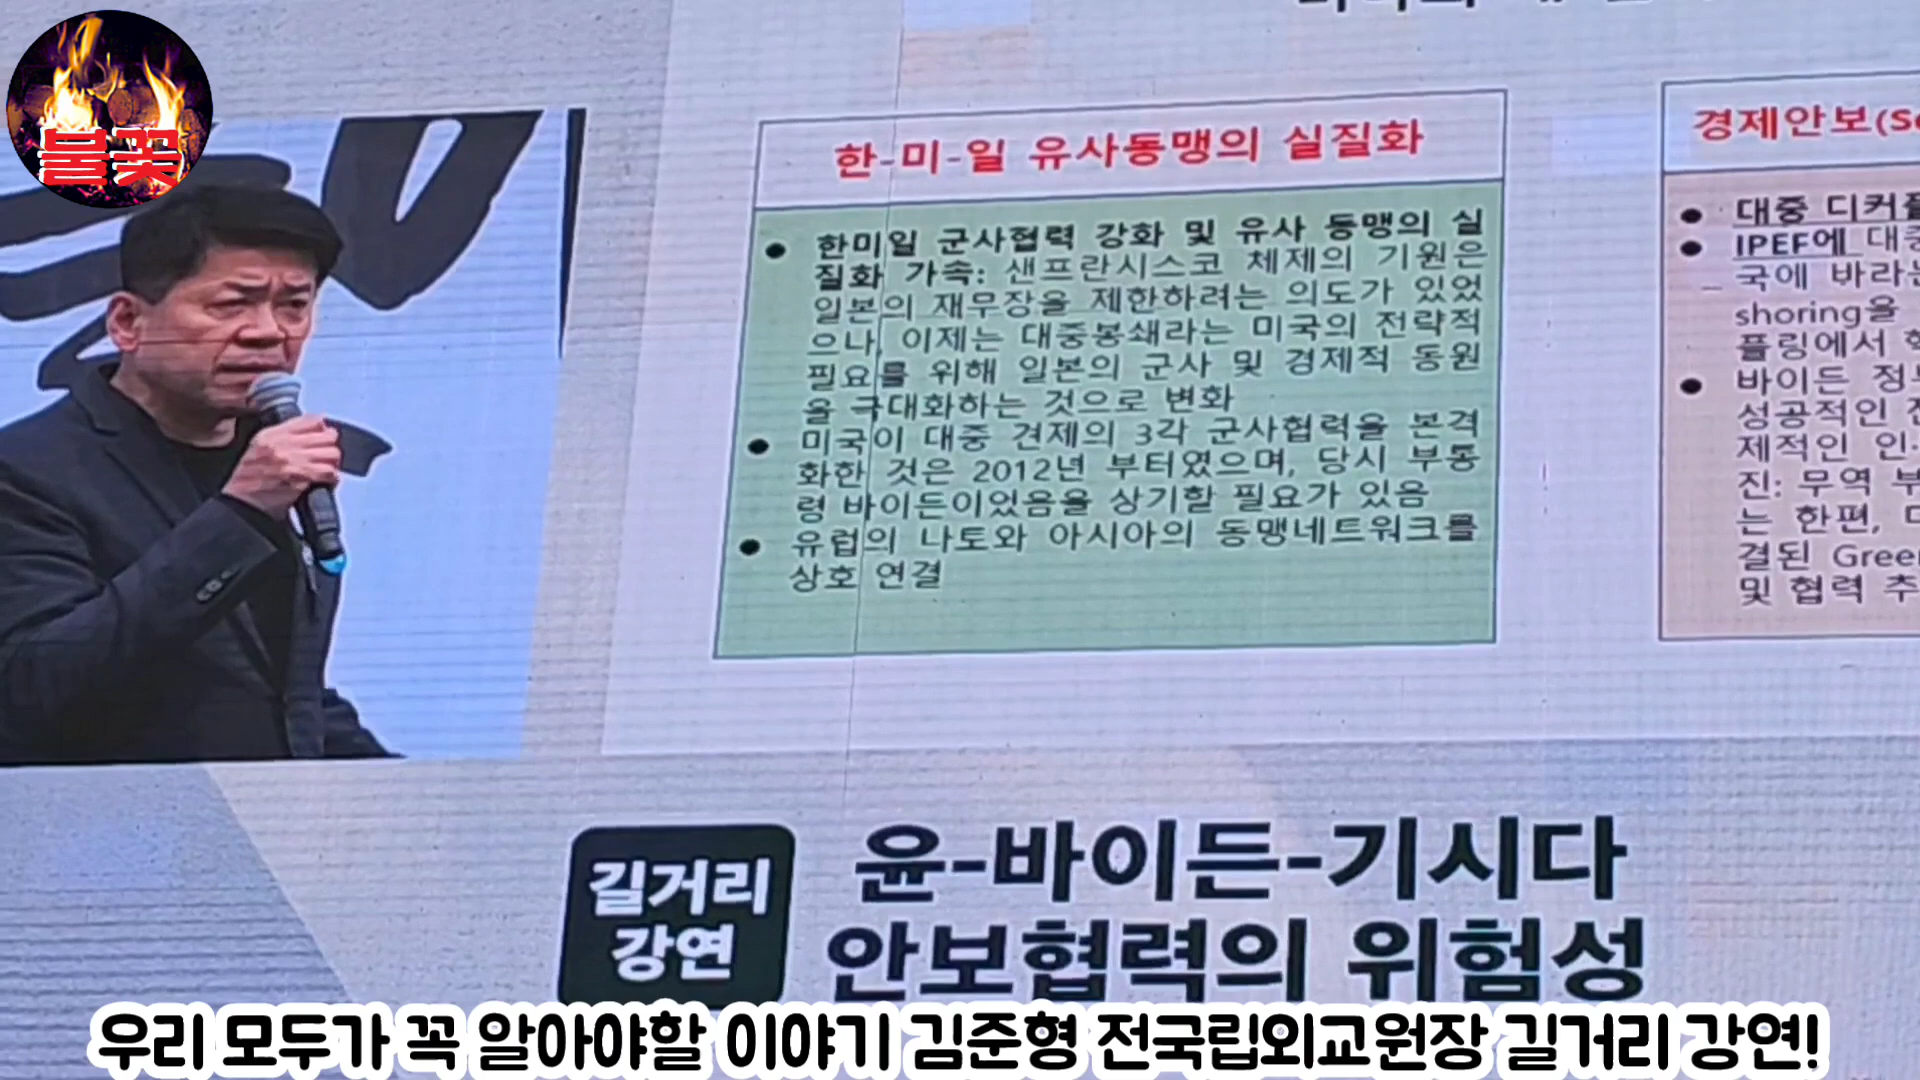 불꽃
한-미-일 유사동맹의 실질화
● 한미일 군사협력 강화 및 유사 동맹의 실
질화 가속: 샌프란시스코 체제의 기원은
일본의 재무장을 제한하려는 의도가 있었
으나, 이제는 대중봉쇄라는 미국의 전략적
필요를 위해 일본의 군사 및 경제적 동원
을 극대화하는 것으로 변화
● 미국이 대중 견제의 3각 군사협력을 본격
화한 것은 2012년 부터였으며, 당시 부통
령 바이든이었음을 상기할 필요가 있음
● 유럽의 나토와 아시아의 동맹네트워크를
상호 연결
경제안보(Se
● 대중 디커플
● IPEF에 대중
국에 바라는
shoring을
플링에서
● 바이든 정부
성공적인
제적인 인
진: 무역
는 한편,
결된 Green
및 협력 추
길거리
강연
윤-바이든-기시다
안보협력의 위험성
우리 모두가 꼭 알아야할 이야기 김준형 전국립외교원장 길거리 강연!